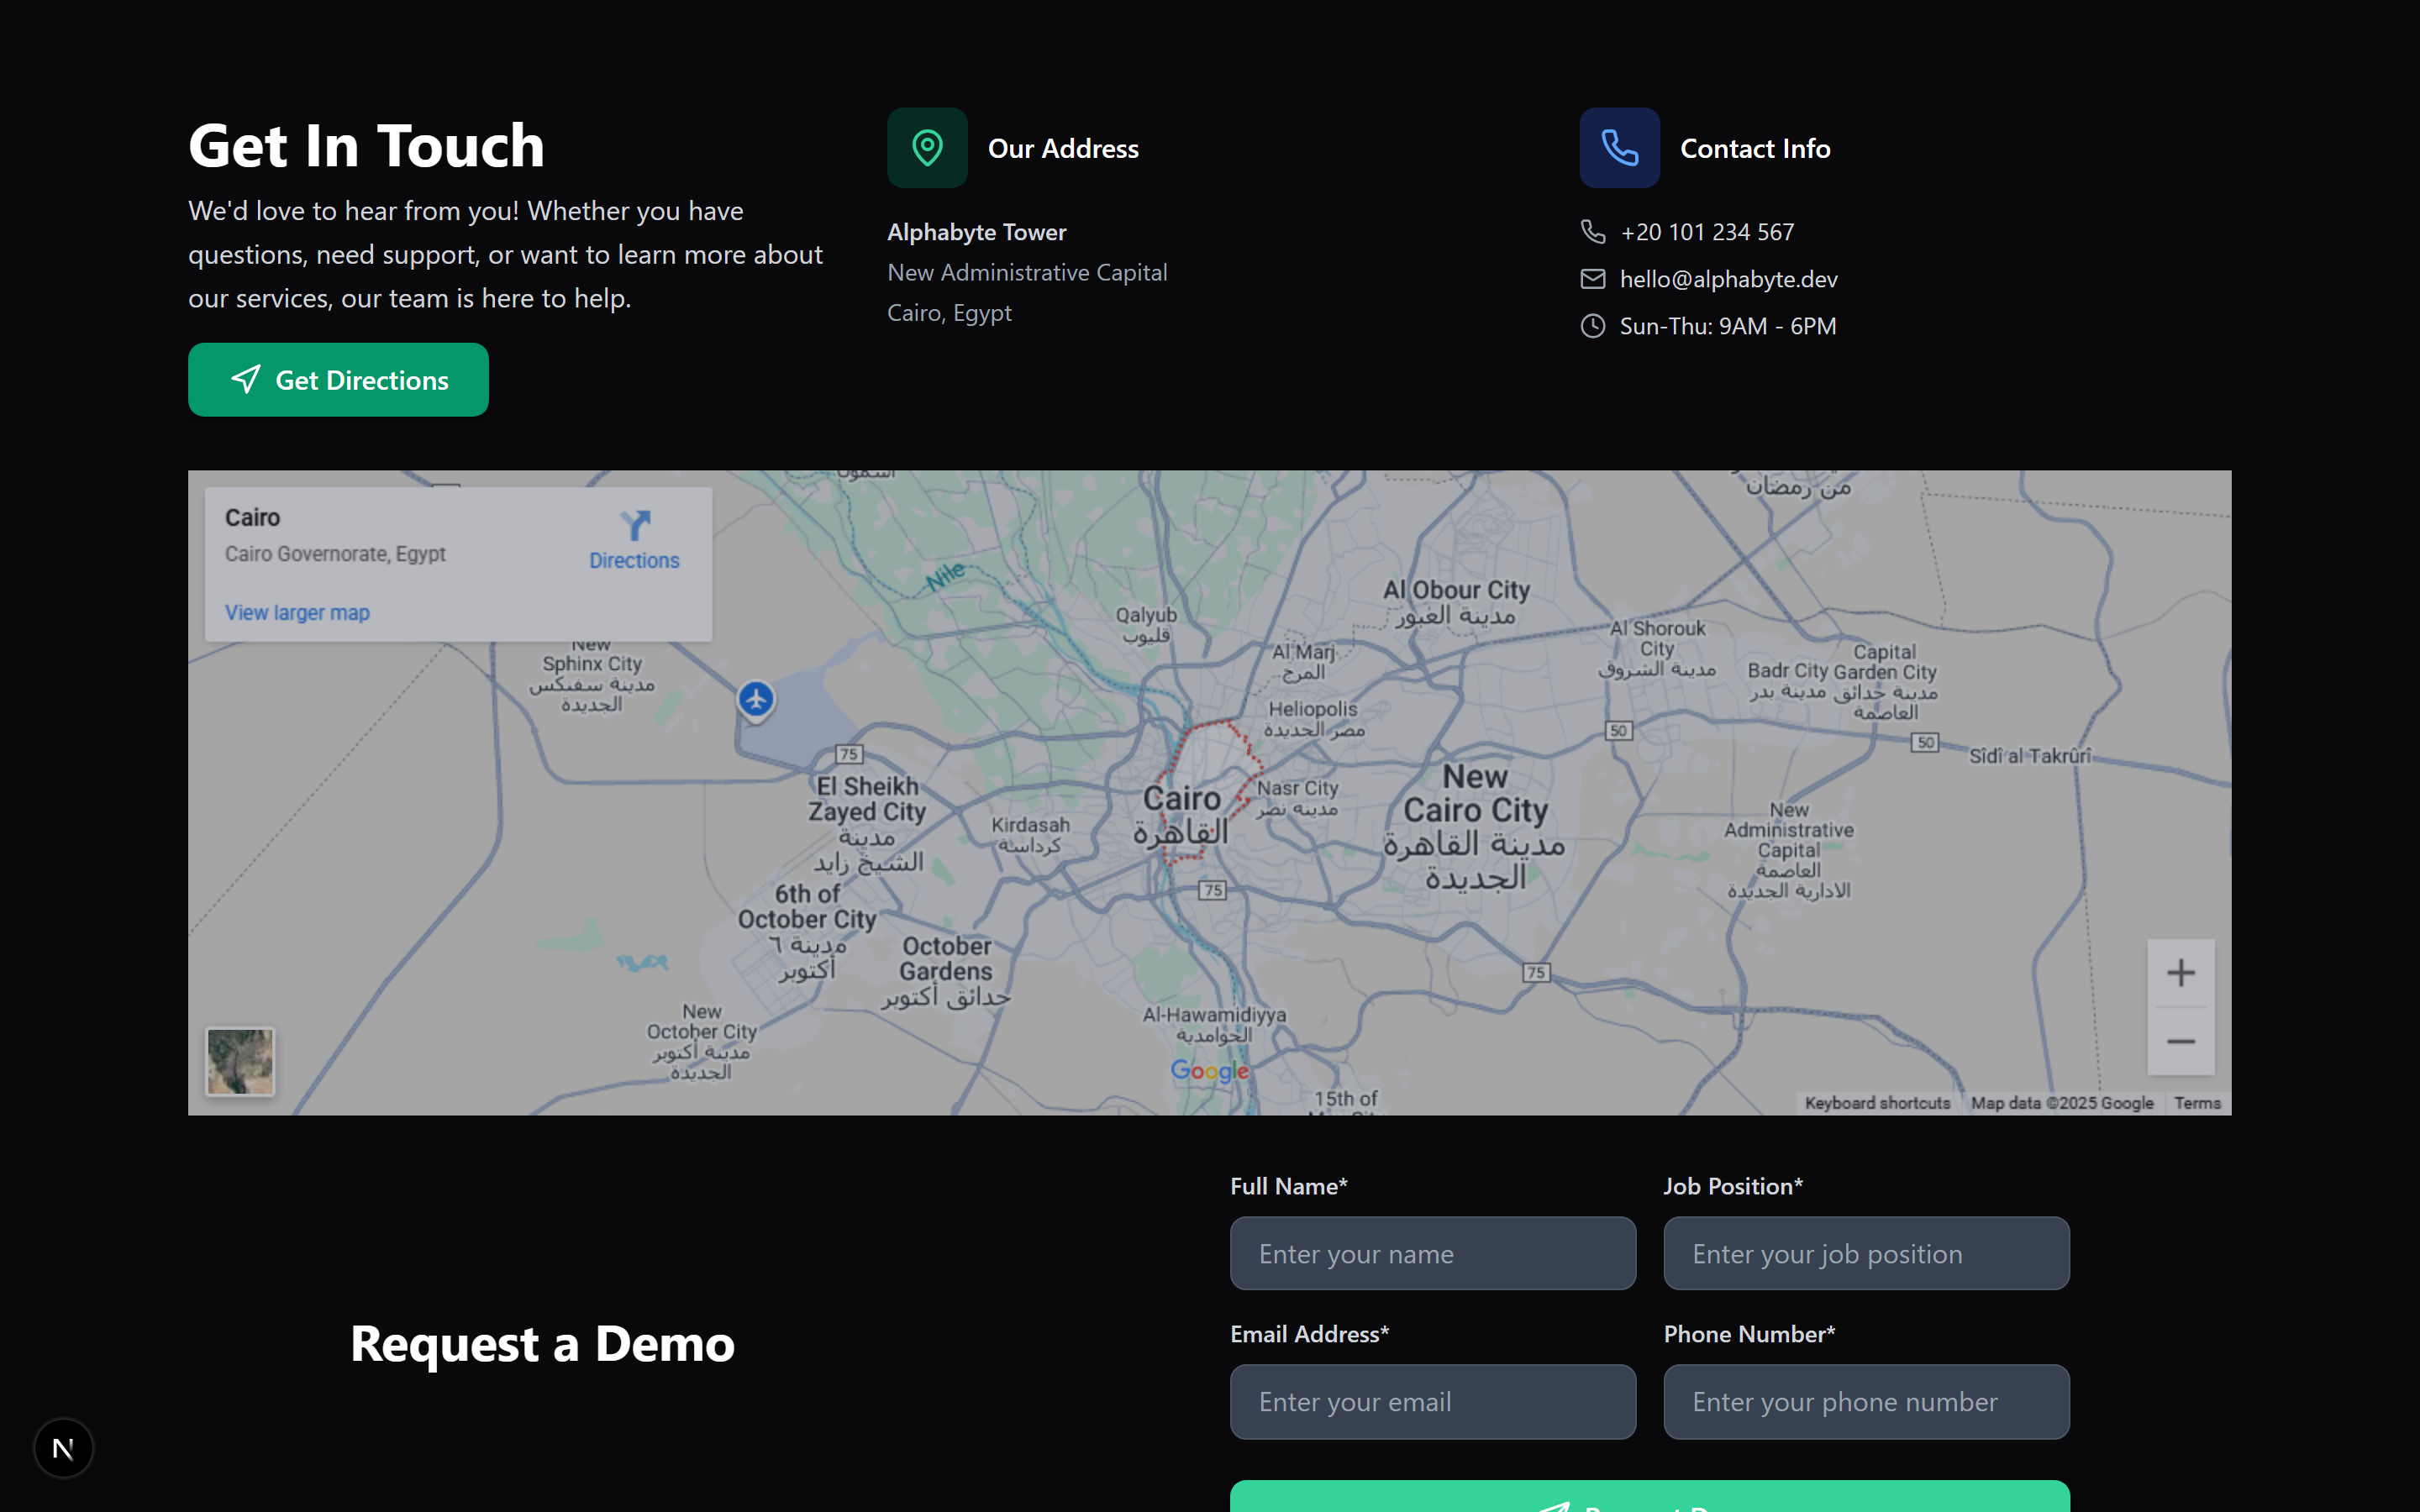 Get In Touch
We'd love to hear from you! Whether you have
questions, need support, or want to learn more about
our services, our team is here to help.
Get Directions
Our Address
Alphabyte Tower
New Administrative Capital
Cairo, Egypt
Contact Info
+20 101 234 567
hello@alphabyte.dev
Sun-Thu: 9AM - 6PM
Cairo
Cairo Governorate, Egypt
Directions
View larger map
من رمضان
Nile
Qalyub
قليوب
Al Obour City
مدينة العبور
Al Marj
المرج
Al Shorouk
City
مدينة الشروق
Badr City
مدينة بدر
Capital
Garden City
مدينة حدائق
العاصمة
New
Sphinx City
مدينة سفنكس
الجديدة
Heliopolis
مصر الجديدة
50
50
Sîdî al Takrûrî
75
El Sheikh
Zayed City
مدينة
الشيخ زايد
Kirdasah
كرداسة
Cairo
القاهرة
Nasr City
مدينة نصر
New
Cairo City
مدينة القاهرة
الجديدة
New
Administrative
Capital
العاصمة
الادارية الجديدة
75
6th of
October City
مدينة ٦
أكتوبر
October
Gardens
حدائق أكتوبر
75
New
October City
مدينة أكتوبر
الجديدة
Al-Hawamidiyya
الحوامدية
Google
15th of
Keyboard shortcuts
Map data ©2025 Google
Terms
Request a Demo
Full Name*
Enter your name
Job Position*
Enter your job position
Email Address*
Enter your email
Phone Number*
Enter your phone number
N